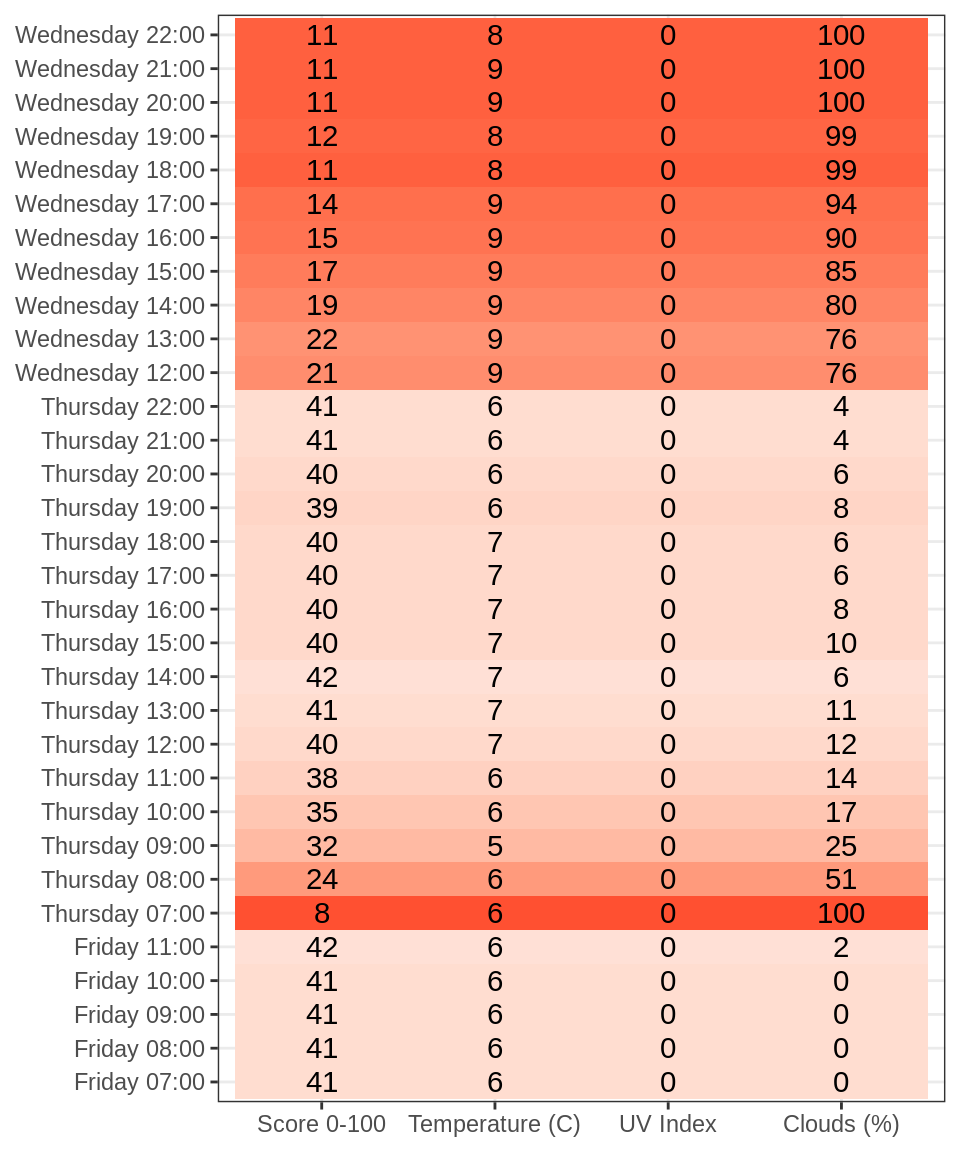 Wednesday 22:00 11 8 0 100
Wednesday 21:00 11 9 0 100
Wednesday 20:00 11 9 0 100
Wednesday 19:00 12 8 0 99
Wednesday 18:00 11 8 0 99
Wednesday 17:00 14 9 0 94
Wednesday 16:00 15 9 0 90
Wednesday 15:00 17 9 0 85
Wednesday 14:00 19 9 0 80
Wednesday 13:00 22 9 0 76
Wednesday 12:00 21 9 0 76
Thursday 22:00 41 6 0 4
Thursday 21:00 41 6 0 4
Thursday 20:00 40 6 0 6
Thursday 19:00 39 6 0 8
Thursday 18:00 40 7 0 6
Thursday 17:00 40 7 0 6
Thursday 16:00 40 7 0 8
Thursday 15:00 40 7 0 10
Thursday 14:00 42 7 0 6
Thursday 13:00 41 7 0 11
Thursday 12:00 40 7 0 12
Thursday 11:00 38 6 0 14
Thursday 10:00 35 6 0 17
Thursday 09:00 32 5 0 25
Thursday 08:00 24 6 0 51
Thursday 07:00 8 6 0 100
Friday 11:00 42 6 0 2
Friday 10:00 41 6 0 0
Friday 09:00 41 6 0 0
Friday 08:00 41 6 0 0
Friday 07:00 41 6 0 0
Score 0-100 Temperature (C) UV Index Clouds (%)